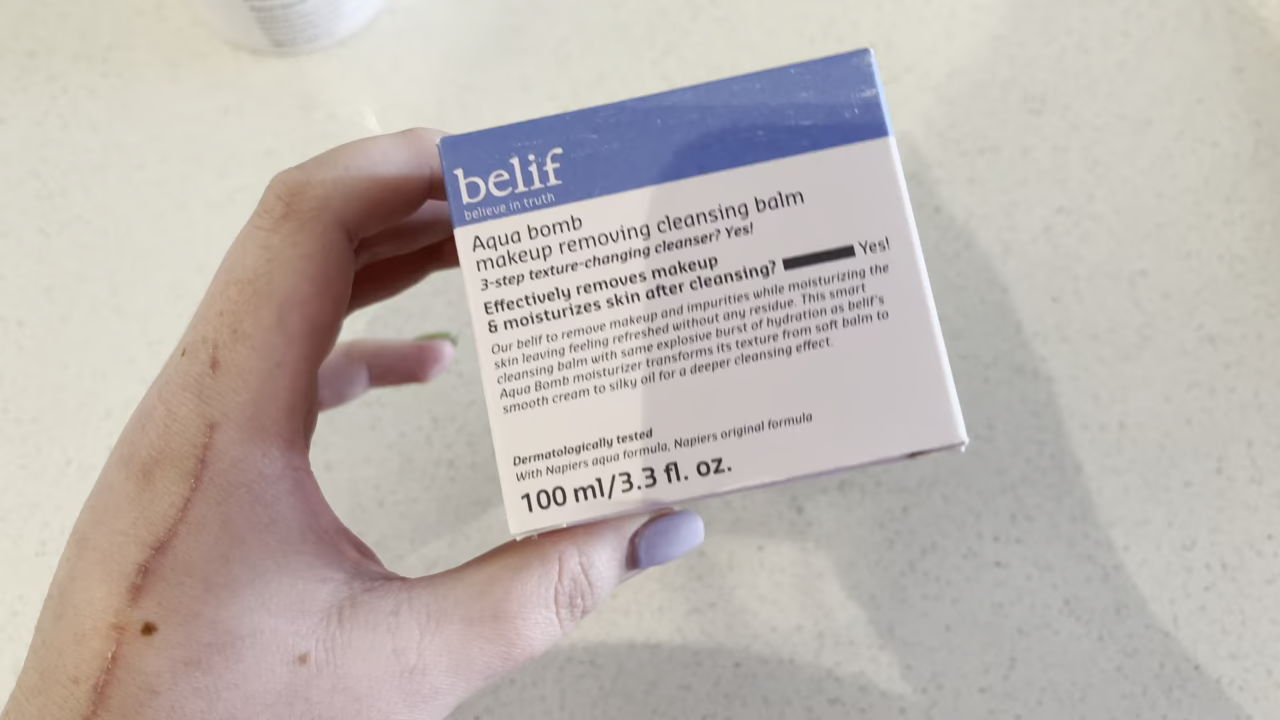 belif
believe in truth
Aqua bomb
makeup removing cleansing balm
3-step texture-changing cleanser? Yes!
Effectively removes makeup
& moisturizes skin after cleansing? Yes!
Our belif to remove makeup and impurities while moisturizing the
skin leaving feeling refreshed without any residue. This smart
cleansing balm with same explosive burst of hydration as belif's
Aqua Bomb moisturizer transforms its texture from soft balm to
smooth cream to silky oil for a deeper cleansing effect.
Dermatologically tested
With Napiers aqua formula, Napiers original formula
100 ml/3.3 fl. oz.